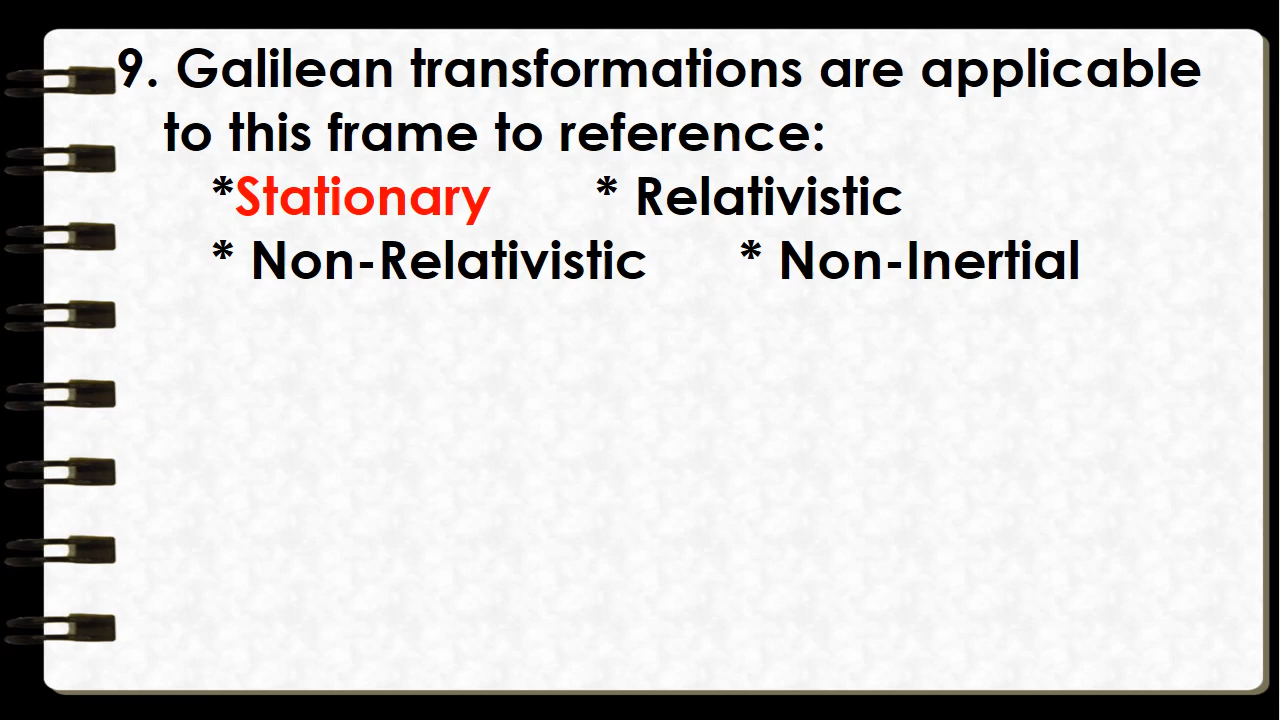 9. Galilean transformations are applicable
to this frame to reference:
*Stationary * Relativistic
* Non-Relativistic * Non-Inertial